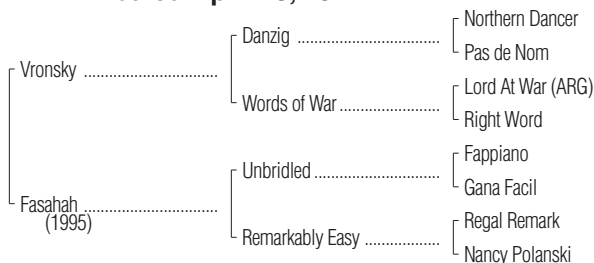 Northern Dancer
Danzig ........................................
Pas de Nom
Vronsky .....................................
Lord At War (ARG)
Words of War ............................
Right Word
Fappiano
Unbridled ...................................
Gana Facil
Fasahah .....................................
(1995)
Regal Remark
Remarkably Easy .....................
Nancy Polanski